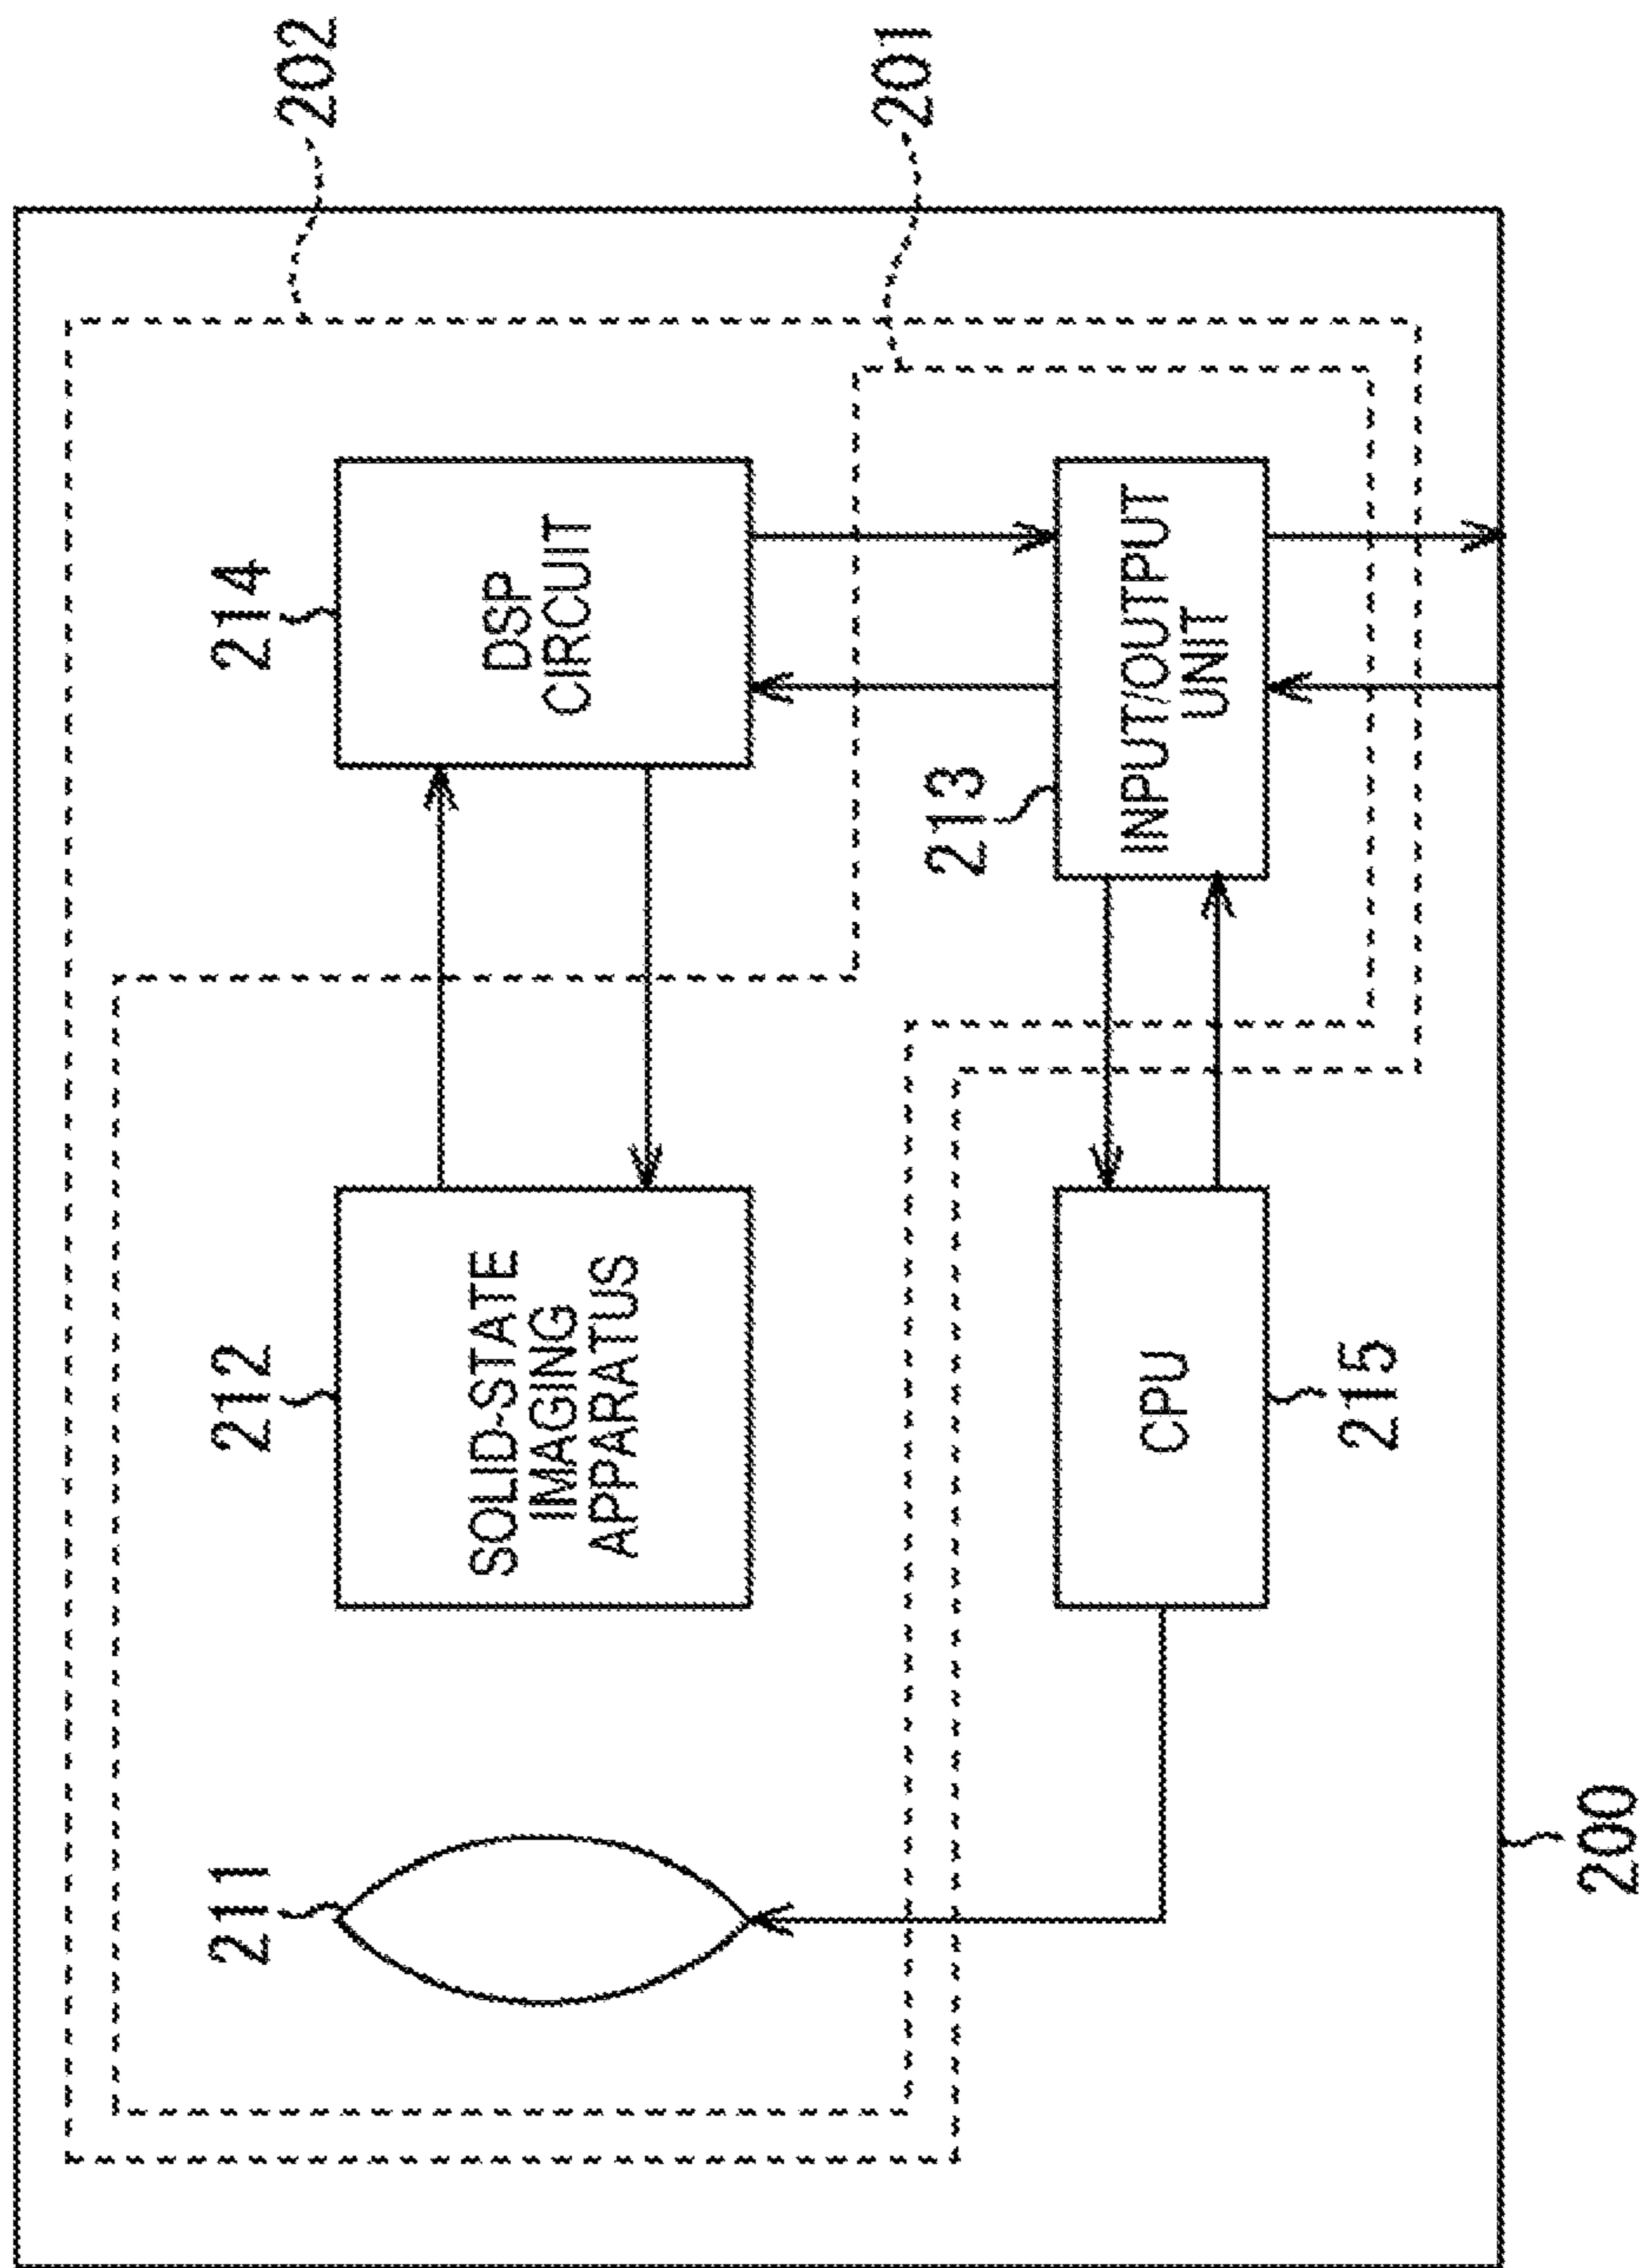 202
201
214
DSP
CIRCUIT
213
INPUT/OUTPUT
UNIT
212
SOLID-STATE
IMAGING
APPARATUS
CPU
215
211
200